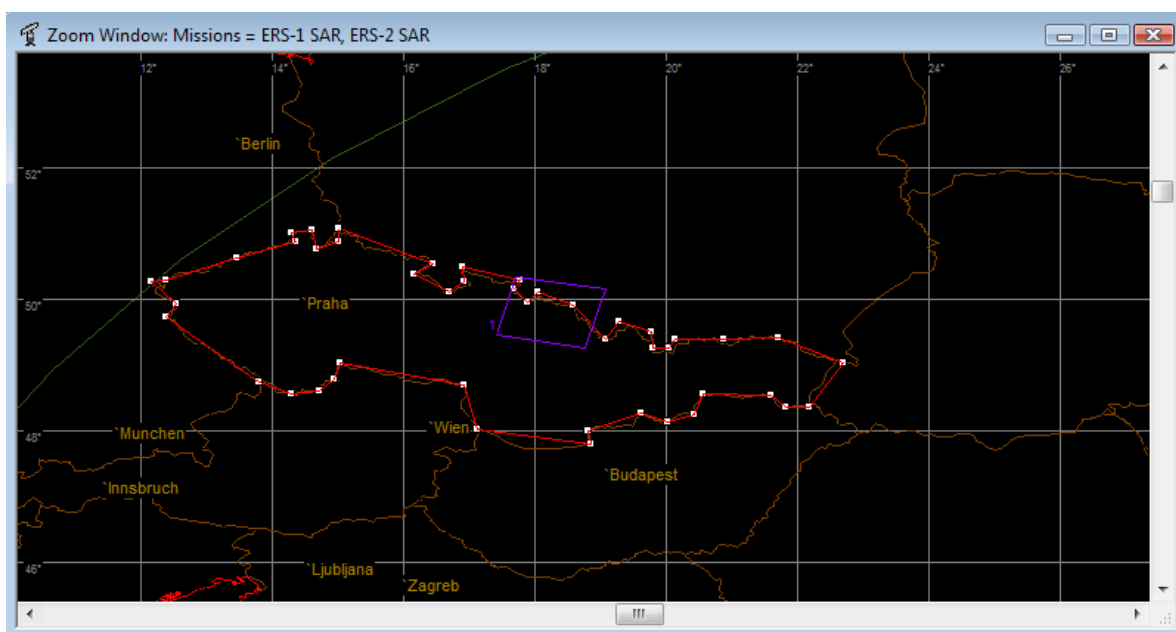 Zoom Window: Missions = ERS-1 SAR, ERS-2 SAR
12° 14° 16° 18° 20° 22° 24° 26°
`Berlin
52°
50°
`Praha
1
48°
`Munchen
`Wien
`Budapest
`Innsbruch
46°
`Ljubljana
`Zagreb